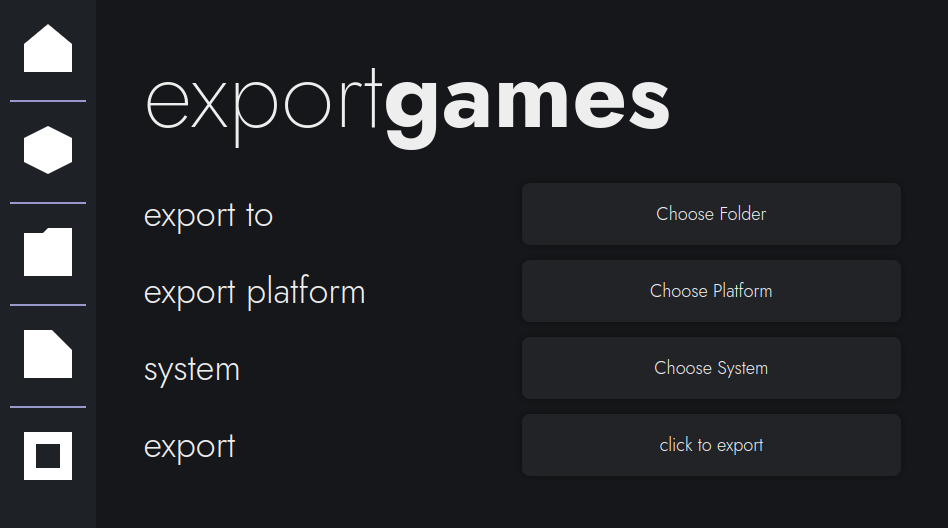 exportgames
export to
Choose Folder
export platform
Choose Platform
system
Choose System
export
click to export